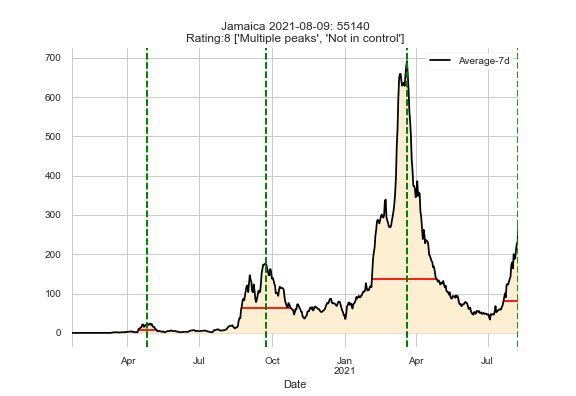 Jamaica 2021-08-09: 55140
Rating:8 ['Multiple peaks', 'Not in control']
Average-7d
700
600
500
400
300
200
100
0
Apr
Jul
Oct
Jan
2021
Apr
Jul
Date